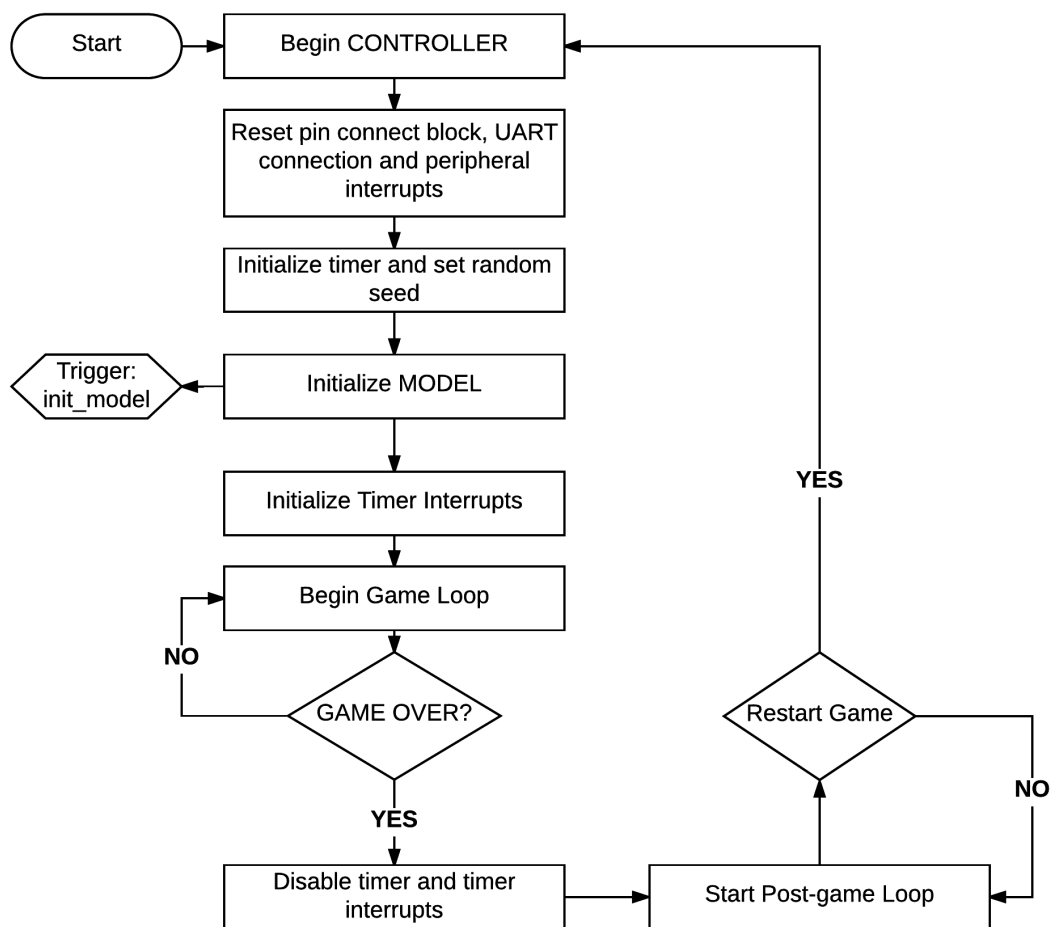 Start
Begin CONTROLLER
Reset pin connect block, UART
connection and peripheral
interrupts
Initialize timer and set random
seed
Trigger:
init_model
Initialize MODEL
Initialize Timer Interrupts
Begin Game Loop
NO
GAME OVER?
YES
Disable timer and timer
interrupts
Start Post-game Loop
Restart Game
NO
YES